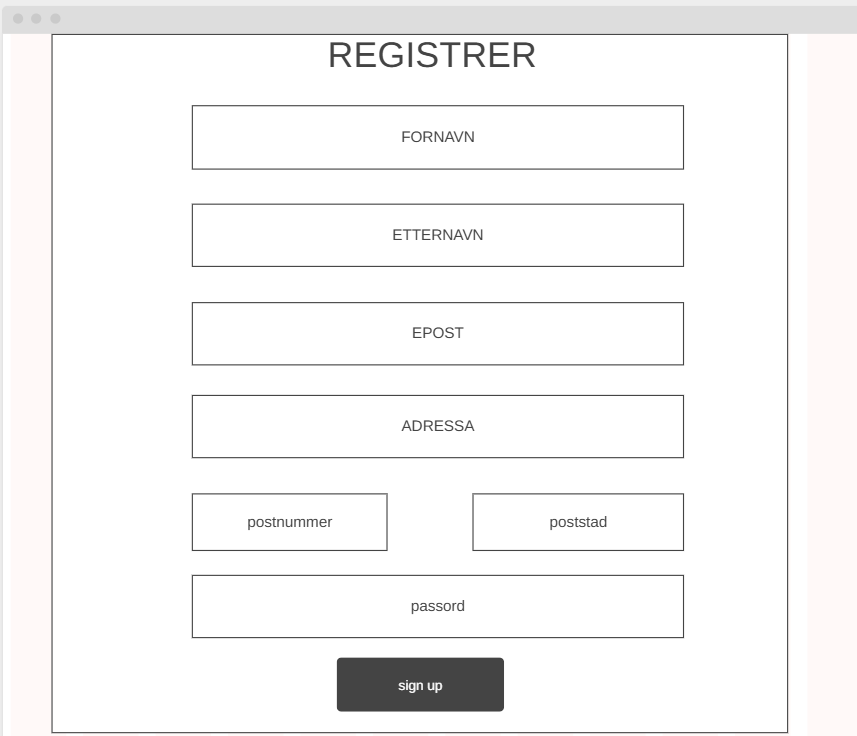 REGISTRER
FORNAVN
ETTERNAVN
EPOST
ADRESSA
postnummer
poststad
passord
sign up